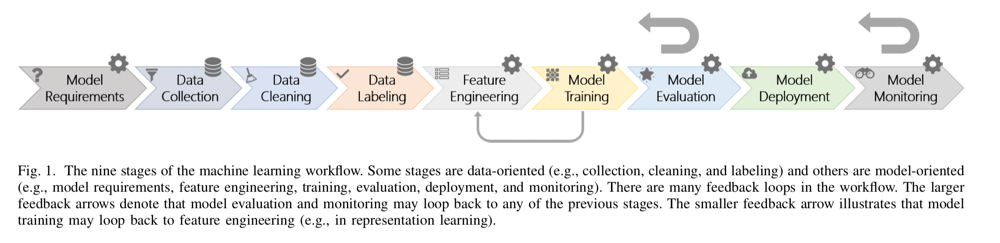 Model
Requirements
Data
Collection
Data
Cleaning
Data
Labeling
Feature
Engineering
Model
Training
Model
Evaluation
Model
Deployment
Model
Monitoring
Fig. 1. The nine stages of the machine learning workflow. Some stages are data-oriented (e.g., collection, cleaning, and labeling) and others are model-oriented
(e.g., model requirements, feature engineering, training, evaluation, deployment, and monitoring). There are many feedback loops in the workflow. The larger
feedback arrows denote that model evaluation and monitoring may loop back to any of the previous stages. The smaller feedback arrow illustrates that model
training may loop back to feature engineering (e.g., in representation learning).